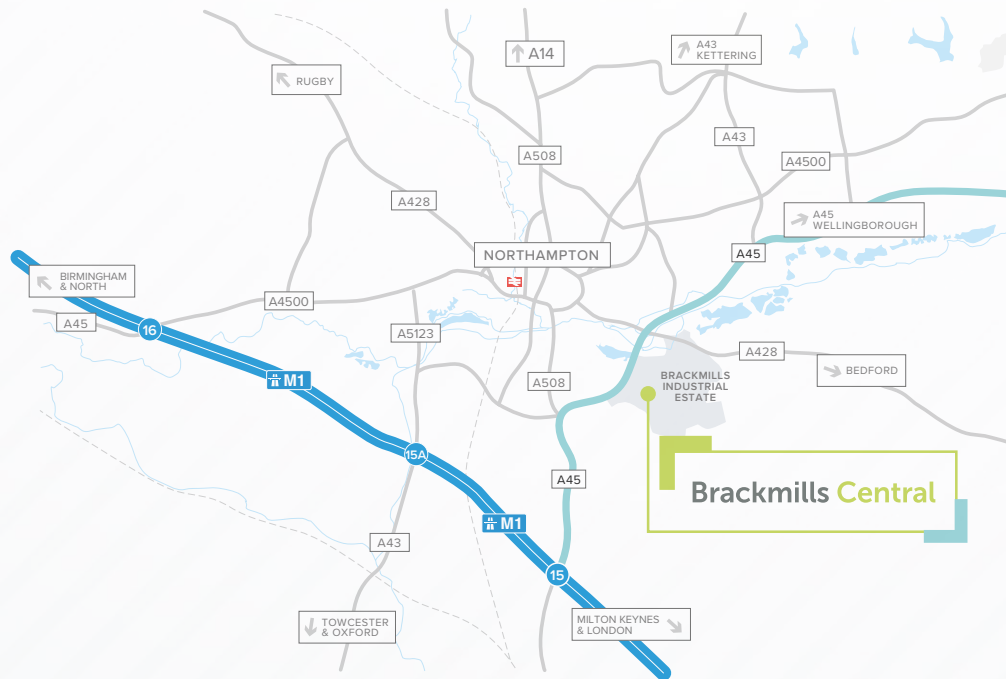 A14
A43
KETTERING
RUGBY
A43
A508
A4500
A428
A45
WELLINGBOROUGH
NORTHAMPTON
A45
BIRMINGHAM
& NORTH
A4500
A45
16
A5123
A428
M1
A508
BRACKMILLS
INDUSTRIAL
ESTATE
BEDFORD
15A
A45
Brackmills Central
M1
A43
15
TOWCESTER
& OXFORD
MILTON KEYNES
& LONDON